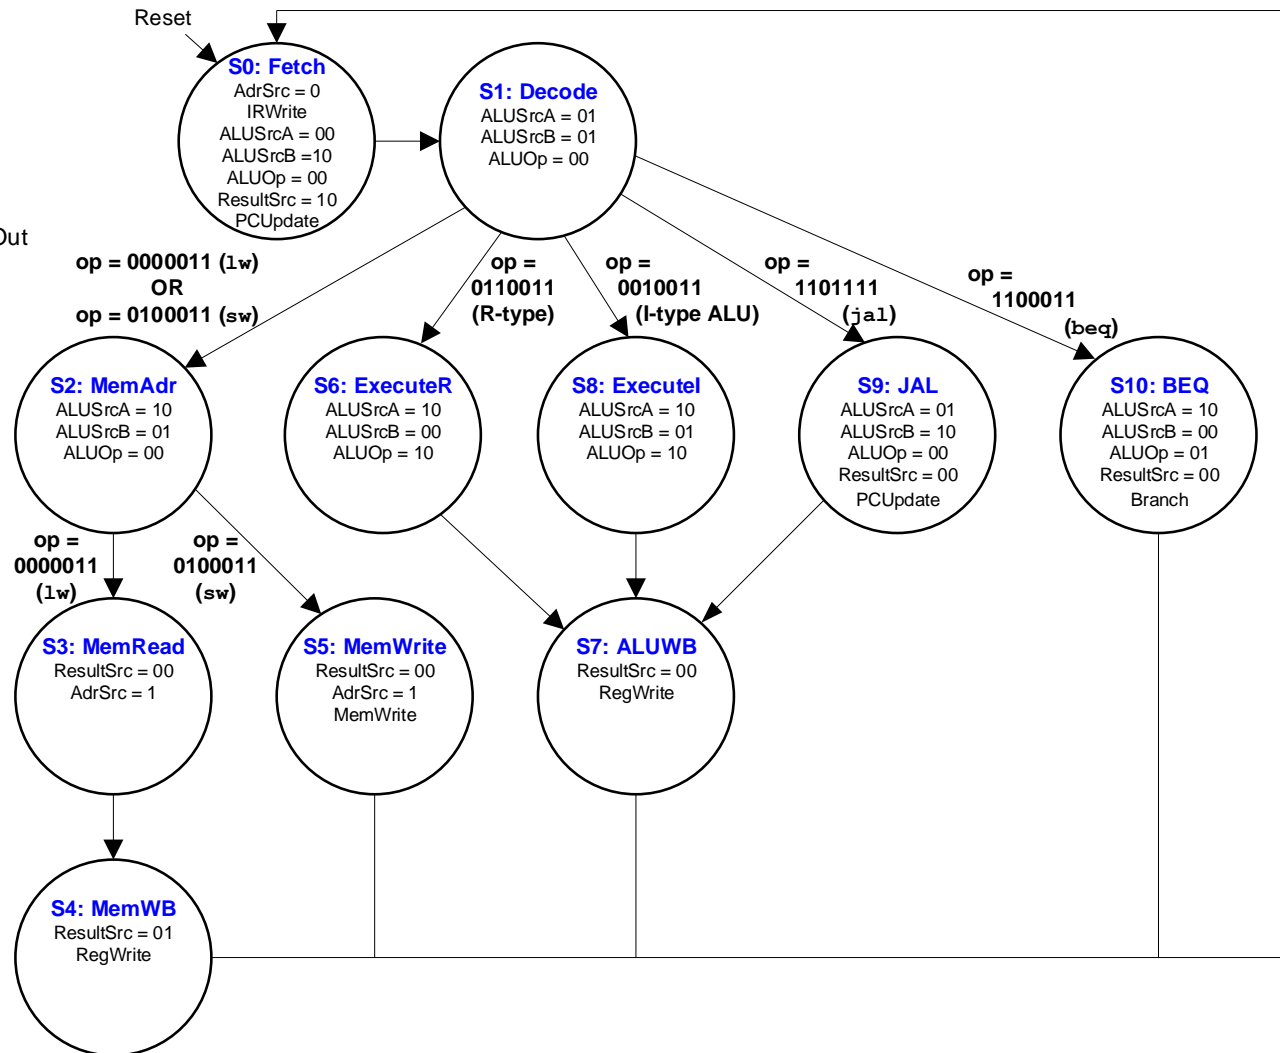 Reset
S0: Fetch
AdrSrc = 0
IRWrite
ALUSrcA = 00
ALUSrcB =10
ALUOp = 00
ResultSrc = 10
PCUpdate
S1: Decode
ALUSrcA = 01
ALUSrcB = 01
ALUOp = 00
Out
op = 0000011 (lw)
OR
op = 0100011 (sw)
op =
0110011
(R-type)
op =
0010011
(I-type ALU)
op =
1101111
(jal)
op =
1100011
(beq)
S2: MemAdr
ALUSrcA = 10
ALUSrcB = 01
ALUOp = 00
S6: ExecuteR
ALUSrcA = 10
ALUSrcB = 00
ALUOp = 10
S8: ExecuteI
ALUSrcA = 10
ALUSrcB = 01
ALUOp = 10
S9: JAL
ALUSrcA = 01
ALUSrcB = 10
ALUOp = 00
ResultSrc = 00
PCUpdate
S10: BEQ
ALUSrcA = 10
ALUSrcB = 00
ALUOp = 01
ResultSrc = 00
Branch
op =
0000011
(lw)
op =
0100011
(sw)
S3: MemRead
ResultSrc = 00
AdrSrc = 1
S5: MemWrite
ResultSrc = 00
AdrSrc = 1
MemWrite
S7: ALUWB
ResultSrc = 00
RegWrite
S4: MemWB
ResultSrc = 01
RegWrite